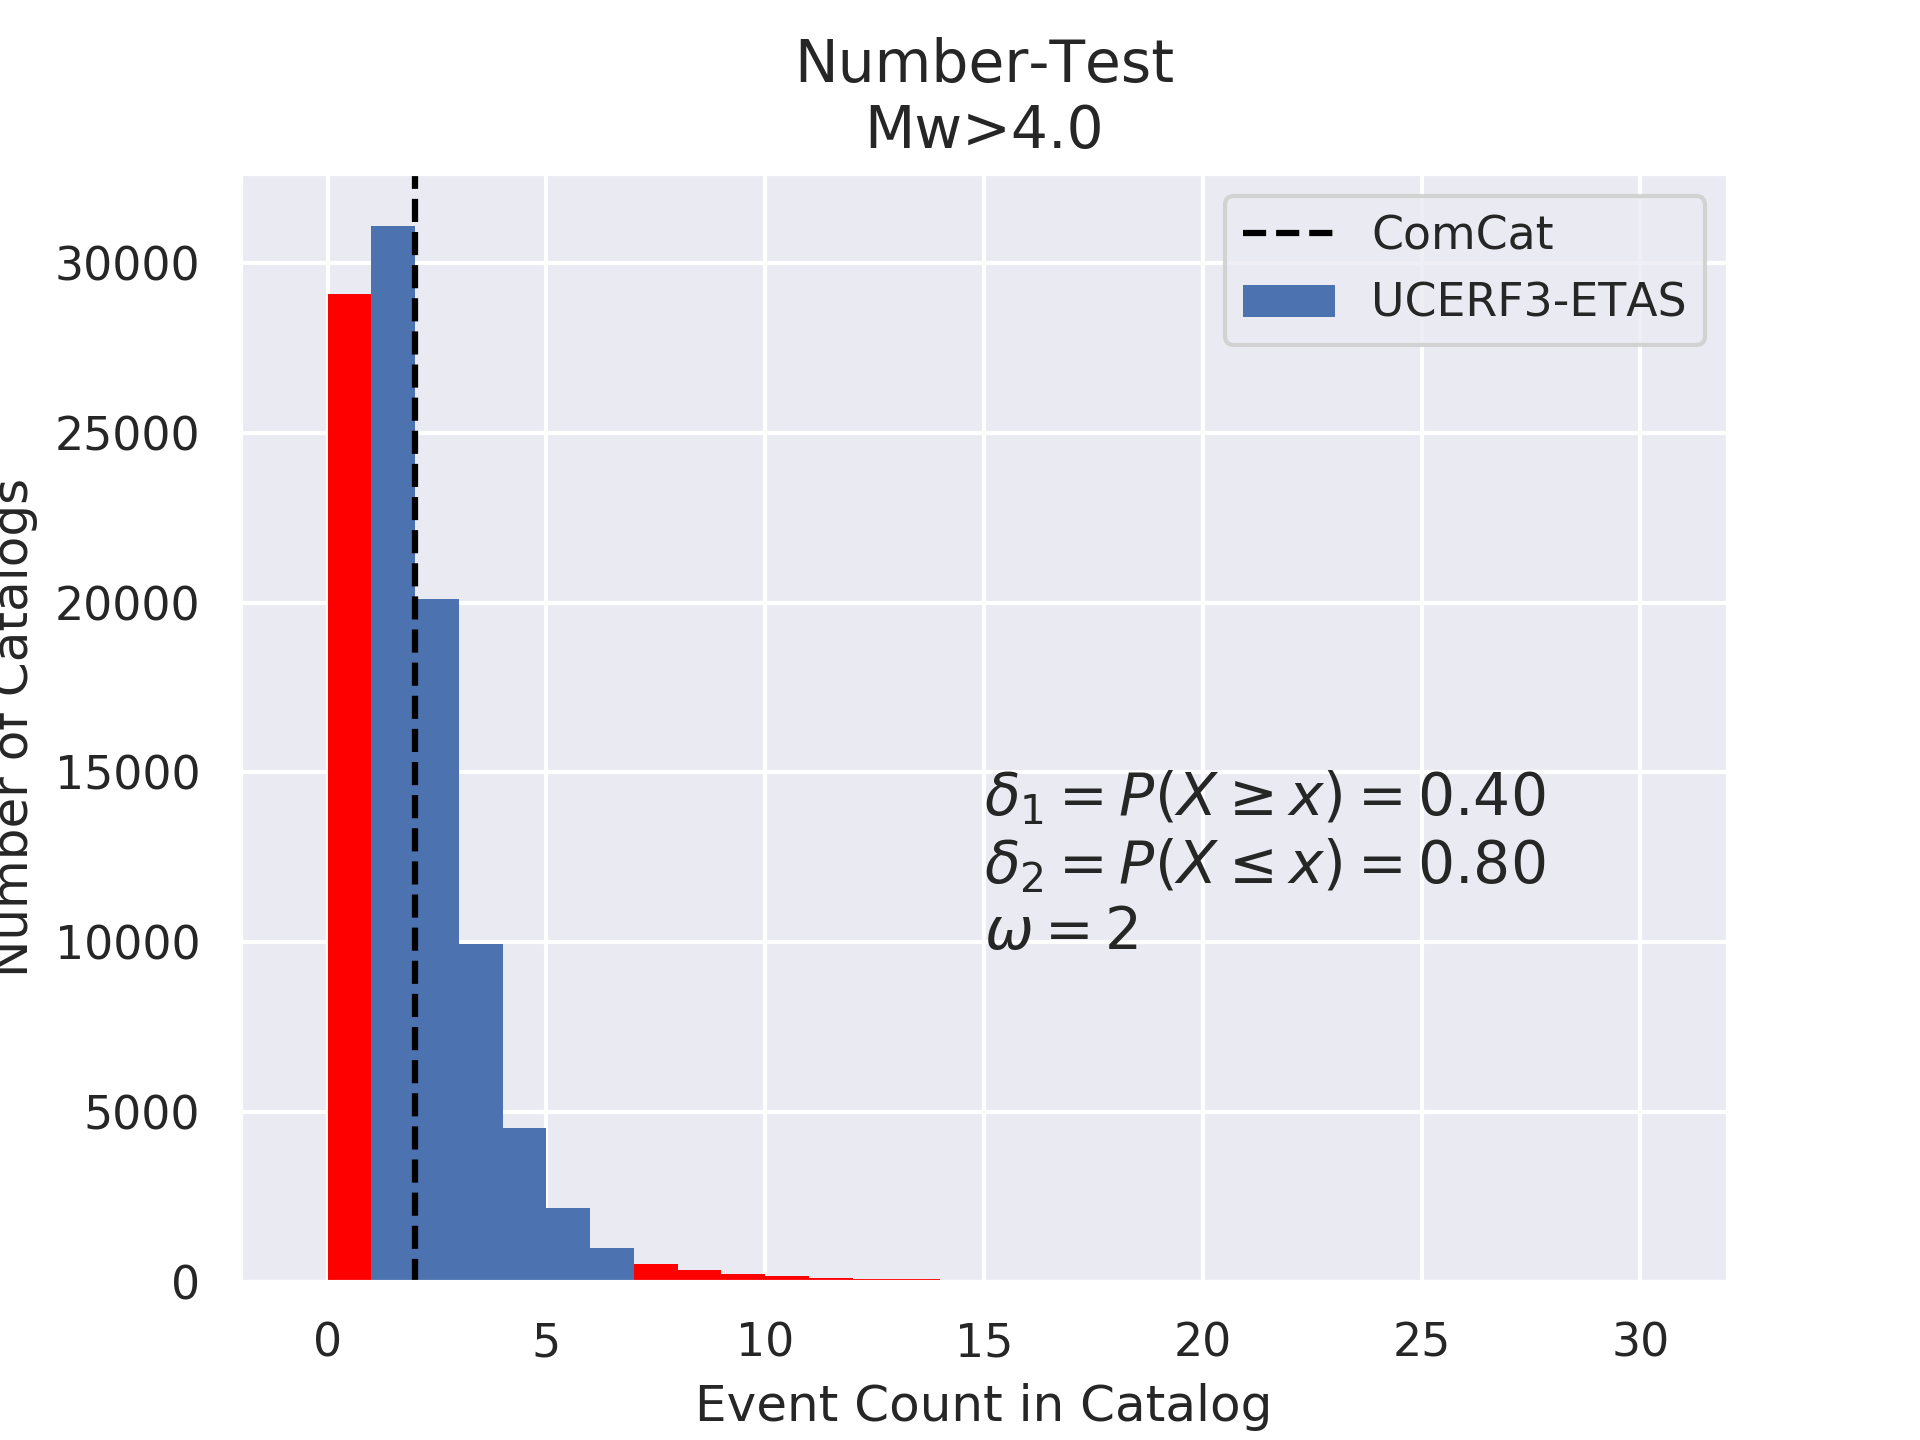 Number-Test
Mw>4.0
ComCat
UCERF3-ETAS
Number of Catalogs
30000
25000
20000
15000
10000
5000
0
δ₁ = P(X ≥ x) = 0.40
δ₂ = P(X ≤ x) = 0.80
ω = 2
0 5 10 15 20 25 30
Event Count in Catalog